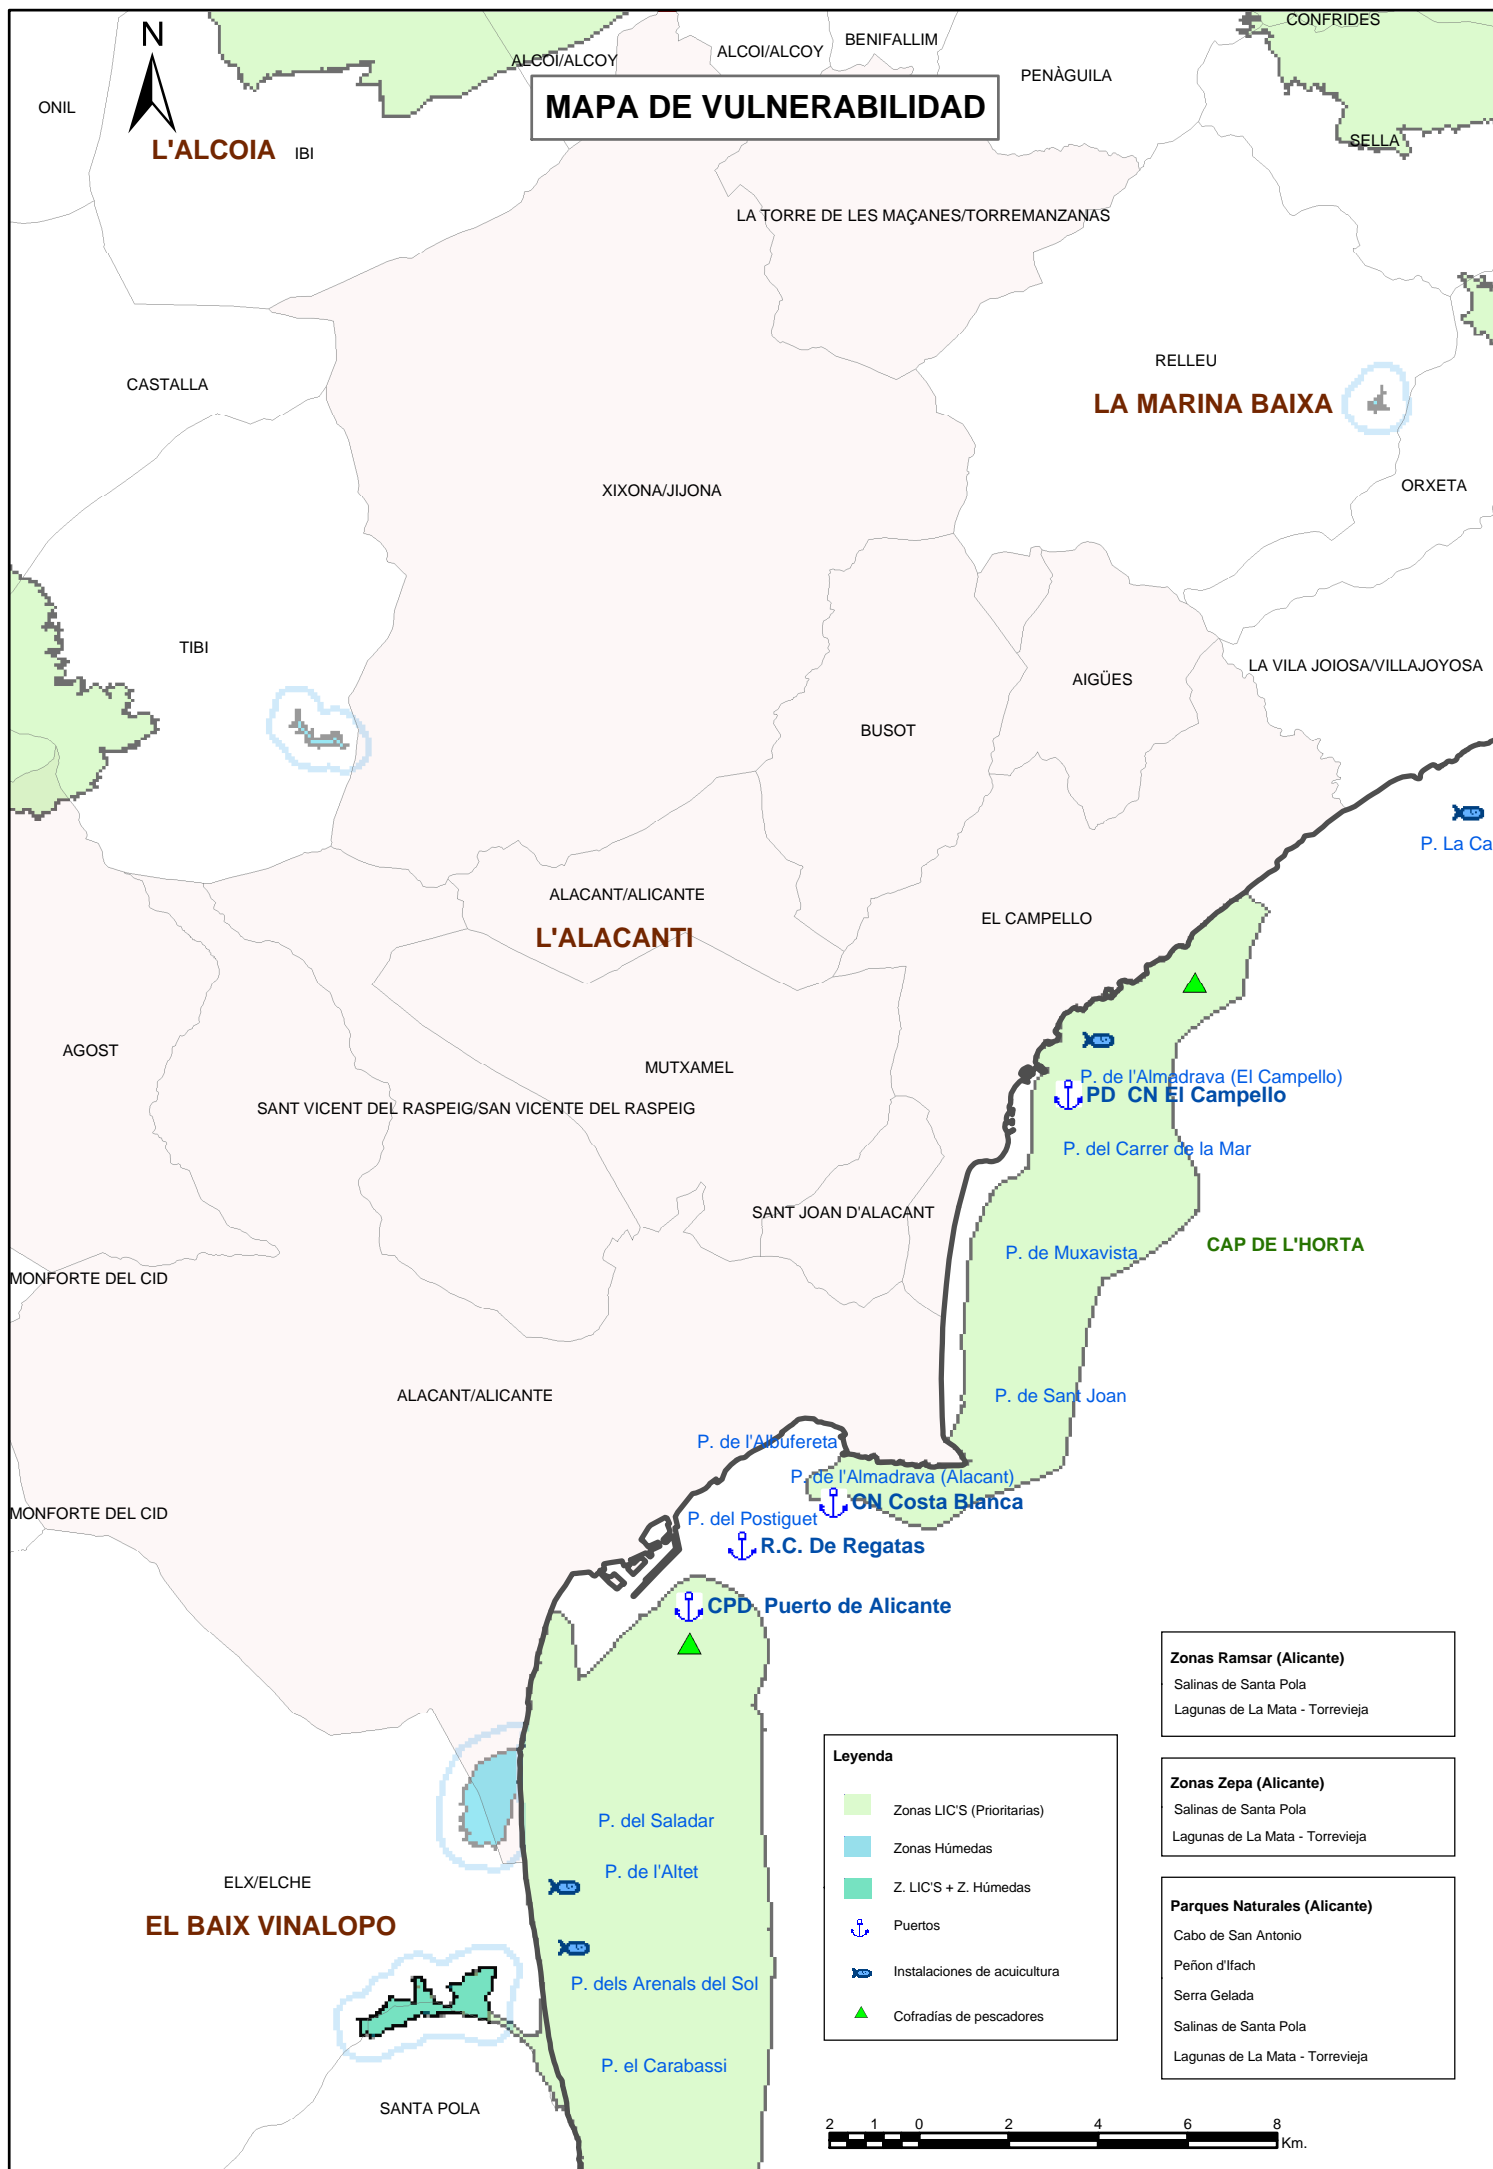 N
CONFRIDES
ALCOI/ALCOY
ALCOI/ALCOY
BENIFALLIM
PENÀGUILA
ONIL
MAPA DE VULNERABILIDAD
L'ALCOIA
IBI
SELLA
LA TORRE DE LES MAÇANES/TORREMANZANAS
CASTALLA
RELLEU
LA MARINA BAIXA
XIXONA/JIJONA
ORXETA
TIBI
LA VILA JOIOSA/VILLAJOYOSA
AIGÜES
BUSOT
P. La Ca
ALACANT/ALICANTE
L'ALACANTI
EL CAMPELLO
AGOST
MUTXAMEL
P. de l'Almadrava (El Campello)
PD CN El Campello
SANT VICENT DEL RASPEIG/SAN VICENTE DEL RASPEIG
P. del Carrer de la Mar
SANT JOAN D'ALACANT
P. de Muxavista
CAP DE L'HORTA
MONFORTE DEL CID
ALACANT/ALICANTE
P. de Sant Joan
P. de l'Albufereta
P. de l'Almadrava (Alacant)
CN Costa Blanca
MONFORTE DEL CID
P. del Postiguet
R.C. De Regatas
CPD Puerto de Alicante
Zonas Ramsar (Alicante)
Salinas de Santa Pola
Lagunas de La Mata - Torrevieja
Zonas Zepa (Alicante)
Salinas de Santa Pola
Lagunas de La Mata - Torrevieja
Parques Naturales (Alicante)
Cabo de San Antonio
Peñon d'Ifach
Serra Gelada
Salinas de Santa Pola
Lagunas de La Mata - Torrevieja
Leyenda
Zonas LIC'S (Prioritarias)
Zonas Húmedas
Z. LIC'S + Z. Húmedas
Puertos
Instalaciones de acuicultura
Cofradías de pescadores
P. del Saladar
P. de l'Altet
ELX/ELCHE
EL BAIX VINALOPO
P. dels Arenals del Sol
P. el Carabassi
SANTA POLA
2 1 0 2 4 6 8
Km.